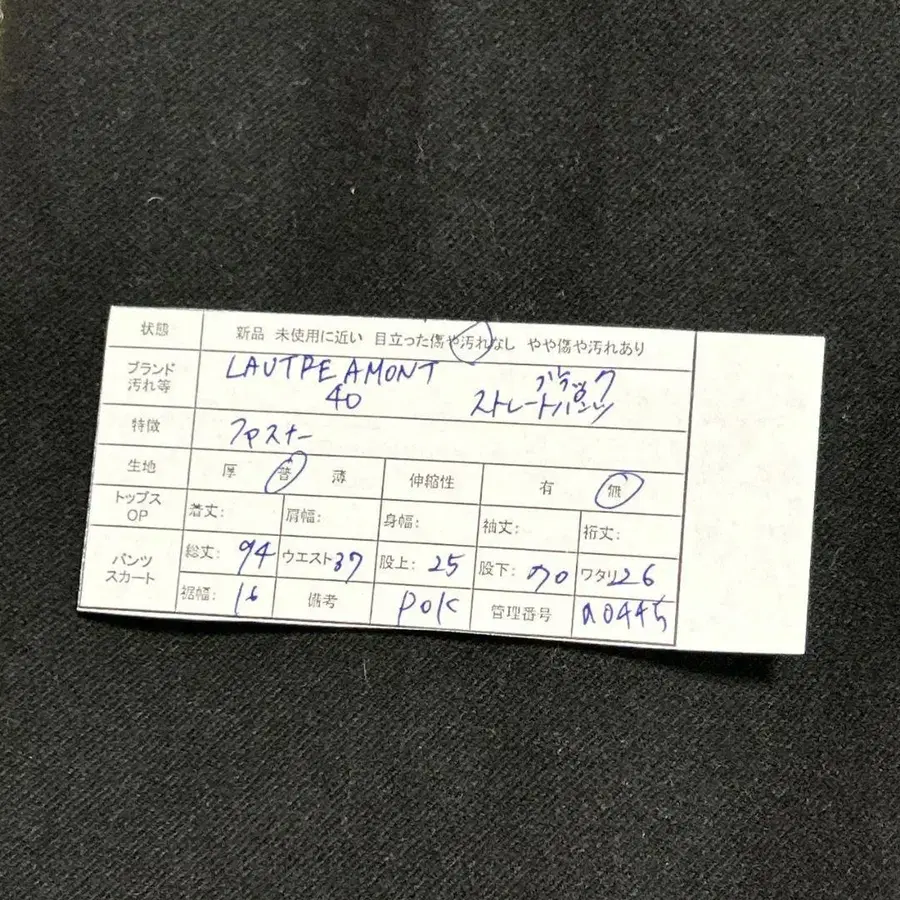 状態 新品 未使用に近い 目立った傷や汚れなし やや傷や汚れあり
ブランド LAUTRE AMONT ブラック
汚れ等 40 ストレートパンツ
特徴 ファスナー
生地 厚 普 薄 伸縮性 有 無
トップス
OP 着丈: 肩幅: 身幅: 袖丈: 裄丈:
パンツ
スカート 総丈: 94 ウエスト37 股上: 25 股下: 70 ワタリ26
裾幅: 16 備考 POK 管理番号 a0445